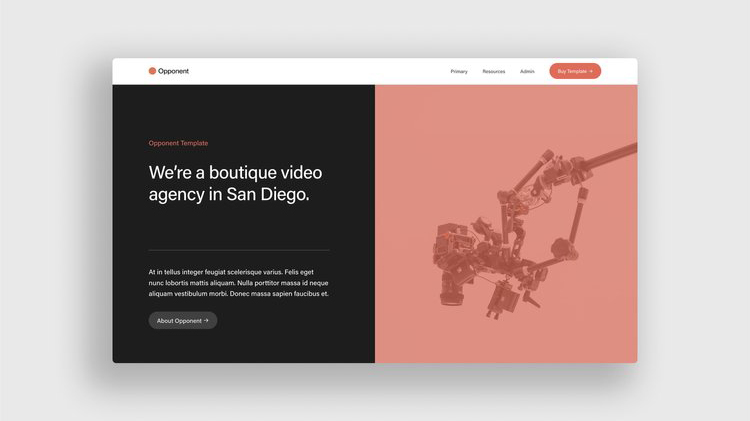 Opponent
Primary
Resources
Admin
Buy Template →
Opponent Template
We’re a boutique video
agency in San Diego.
At in tellus integer feugiat scelerisque varius. Felis eget
nunc lobortis mattis aliquam. Nulla porttitor massa id neque
aliquam vestibulum morbi. Donec massa sapien faucibus et.
About Opponent →